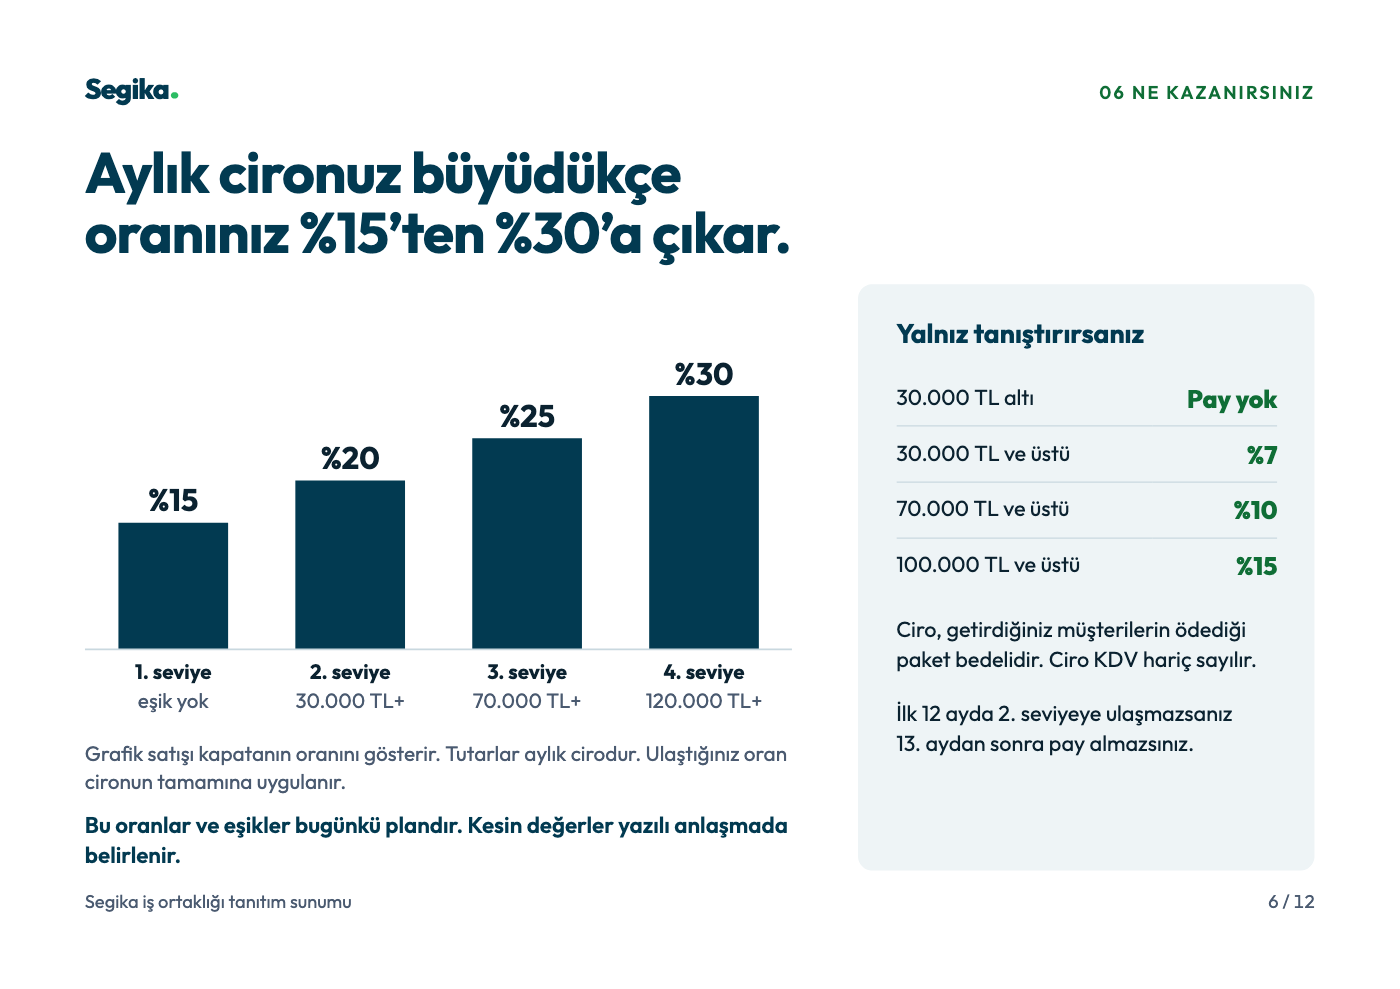 Segika.
06 NE KAZANIRSINIZ
Aylık cironuz büyüdükçe
oranınız %15’ten %30’a çıkar.
%15
%20
%25
%30
1. seviye
eşik yok
2. seviye
30.000 TL+
3. seviye
70.000 TL+
4. seviye
120.000 TL+
Grafik satışı kapatanın oranını gösterir. Tutarlar aylık cirodur. Ulaştığınız oran
cironun tamamına uygulanır.
Bu oranlar ve eşikler bugünkü plandır. Kesin değerler yazılı anlaşmada
belirlenir.
Yalnız tanıştırırsanız
30.000 TL altı Pay yok
30.000 TL ve üstü %7
70.000 TL ve üstü %10
100.000 TL ve üstü %15
Ciro, getirdiğiniz müşterilerin ödediği
paket bedelidir. Ciro KDV hariç sayılır.
İlk 12 ayda 2. seviyeye ulaşmazsanız
13. aydan sonra pay almazsınız.
Segika iş ortaklığı tanıtım sunumu
6 / 12